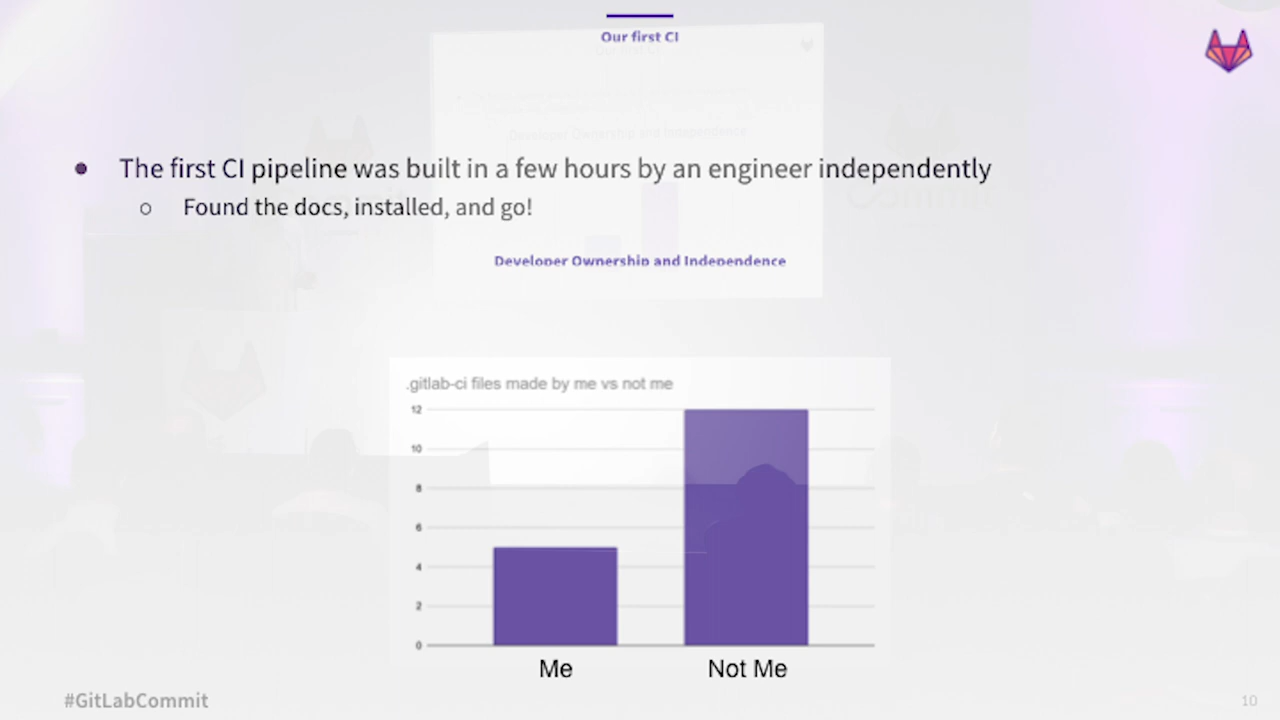 Our first CI
The first CI pipeline was built in a few hours by an engineer independently
Found the docs, installed, and go!
Developer Ownership and Independence
.gitlab-ci files made by me vs not me
12
10
8
6
4
2
0
Me
Not Me
#GitLabCommit
10